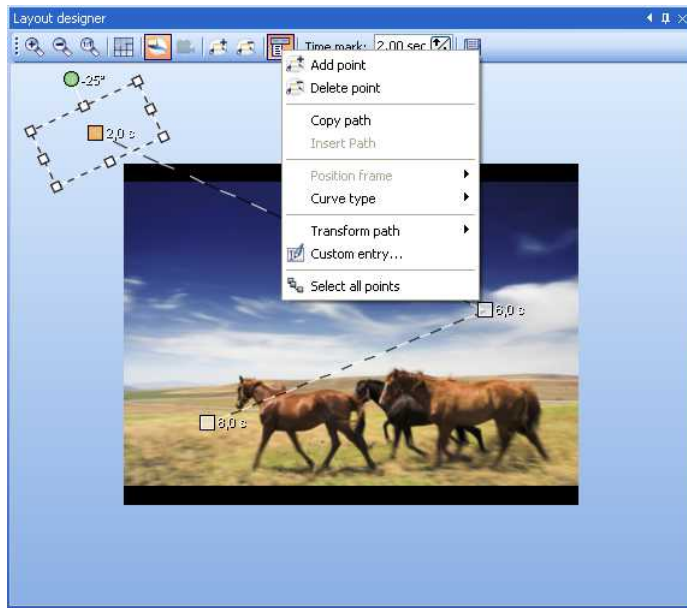 Layout designer
Time mark: 2.00 sec
Add point
-25°
Delete point
2,0 s
Copy path
Insert Path
Position frame
Curve type
Transform path
Custom entry...
Select all points
6,0 s
8,0 s